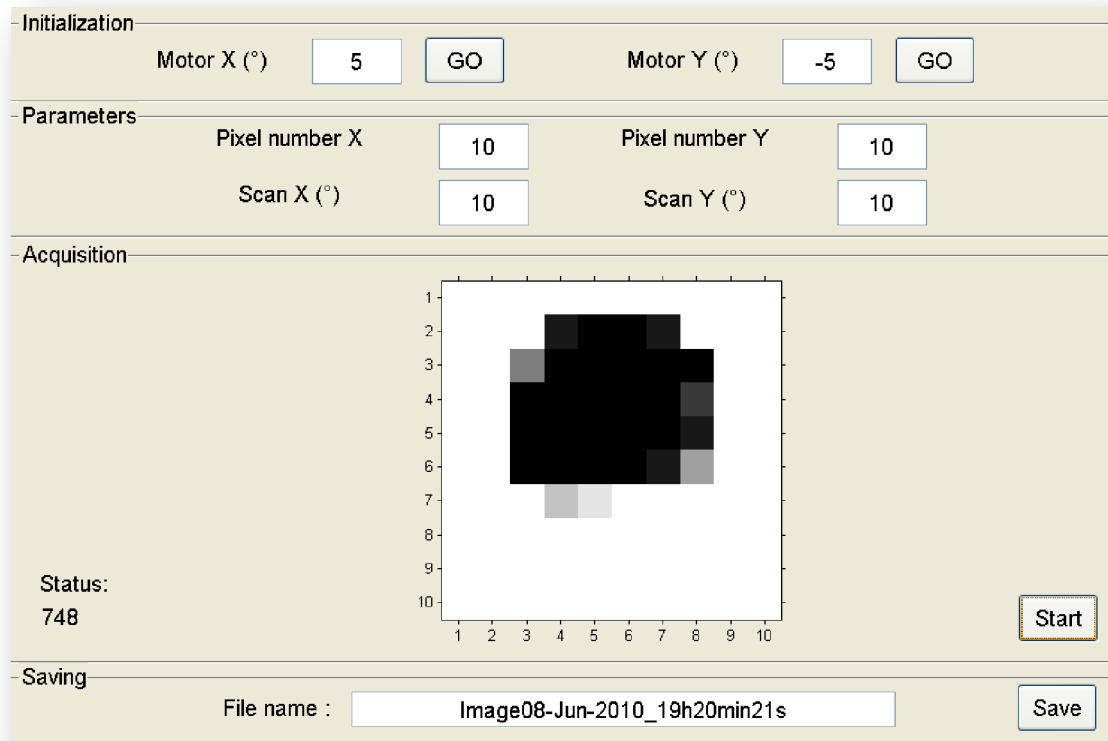 Initialization
Motor X (°) 5 GO Motor Y (°) -5 GO
Parameters
Pixel number X 10 Pixel number Y 10
Scan X (°) 10 Scan Y (°) 10
Acquisition
1
2
3
4
5
6
7
8
9
10
1 2 3 4 5 6 7 8 9 10
Status:
748
Start
Saving
File name : Image08-Jun-2010_19h20min21s Save